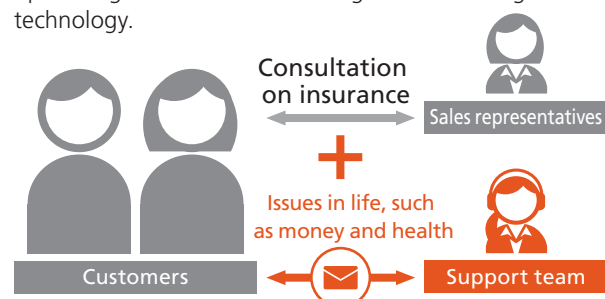 technology.
Consultation
on insurance
Sales representatives
Issues in life, such
as money and health
Customers
Support team